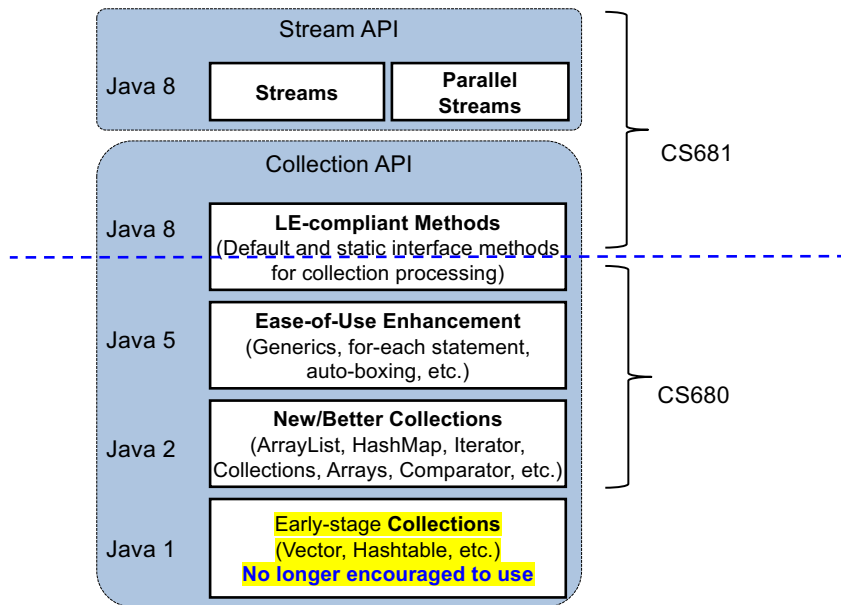 Stream API
Java 8
Streams
Parallel
Streams
CS681
Collection API
Java 8
LE-compliant Methods
(Default and static interface methods
for collection processing)
Java 5
Ease-of-Use Enhancement
(Generics, for-each statement,
auto-boxing, etc.)
CS680
Java 2
New/Better Collections
(ArrayList, HashMap, Iterator,
Collections, Arrays, Comparator, etc.)
Java 1
Early-stage Collections
(Vector, Hashtable, etc.)
No longer encouraged to use